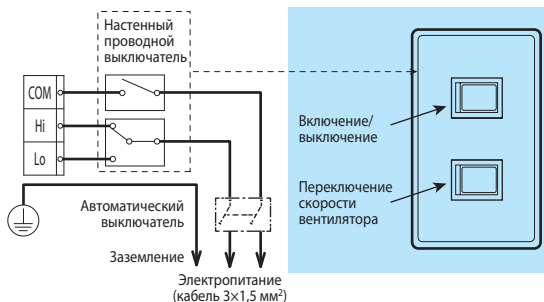 Настенный
проводной
выключатель
COM
Hi
Lo
Автоматический
выключатель
Заземление
Электропитание
(кабель 3×1,5 мм²)
Включение/
выключение
Переключение
скорости
вентилятора